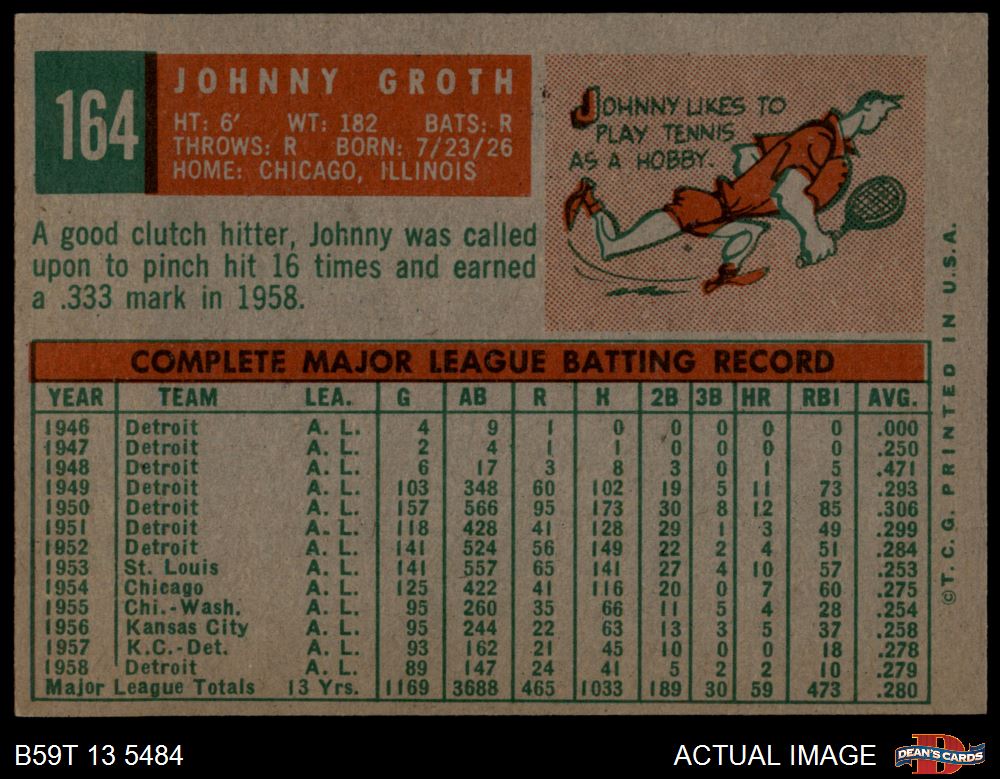 164
JOHNNY GROTH
HT: 6' WT: 182 BATS: R
THROWS: R BORN: 7/23/26
HOME: CHICAGO, ILLINOIS
JOHNNY LIKES TO
PLAY TENNIS
AS A HOBBY.
A good clutch hitter, Johnny was called
upon to pinch hit 16 times and earned
a .333 mark in 1958.
COMPLETE MAJOR LEAGUE BATTING RECORD
YEAR TEAM LEA. G AB R H 2B 3B HR RBI AVG.
1946 Detroit A. L. 4 9 1 0 0 0 0 0 .000
1947 Detroit A. L. 2 4 1 1 0 0 0 0 .250
1948 Detroit A. L. 6 17 3 8 3 0 1 5 .471
1949 Detroit A. L. 103 348 60 102 19 5 11 73 .293
1950 Detroit A. L. 157 566 95 173 30 8 12 85 .306
1951 Detroit A. L. 118 428 41 128 29 1 3 49 .299
1952 Detroit A. L. 141 524 56 149 22 2 4 51 .284
1953 St. Louis A. L. 141 557 65 141 27 4 10 57 .253
1954 Chicago A. L. 125 422 41 116 20 0 7 60 .275
1955 Chi.-Wash. A. L. 95 260 35 66 11 5 4 28 .254
1956 Kansas City A. L. 95 244 22 63 13 3 5 37 .258
1957 K.C.-Det. A. L. 93 162 21 45 10 0 0 18 .278
1958 Detroit A. L. 89 147 24 41 5 2 2 10 .279
Major League Totals 13 Yrs. 1169 3688 465 1033 189 30 59 473 .280
© T. C. G. PRINTED IN U.S.A.
B59T 13 5484
ACTUAL IMAGE
D
DEAN'S CARDS